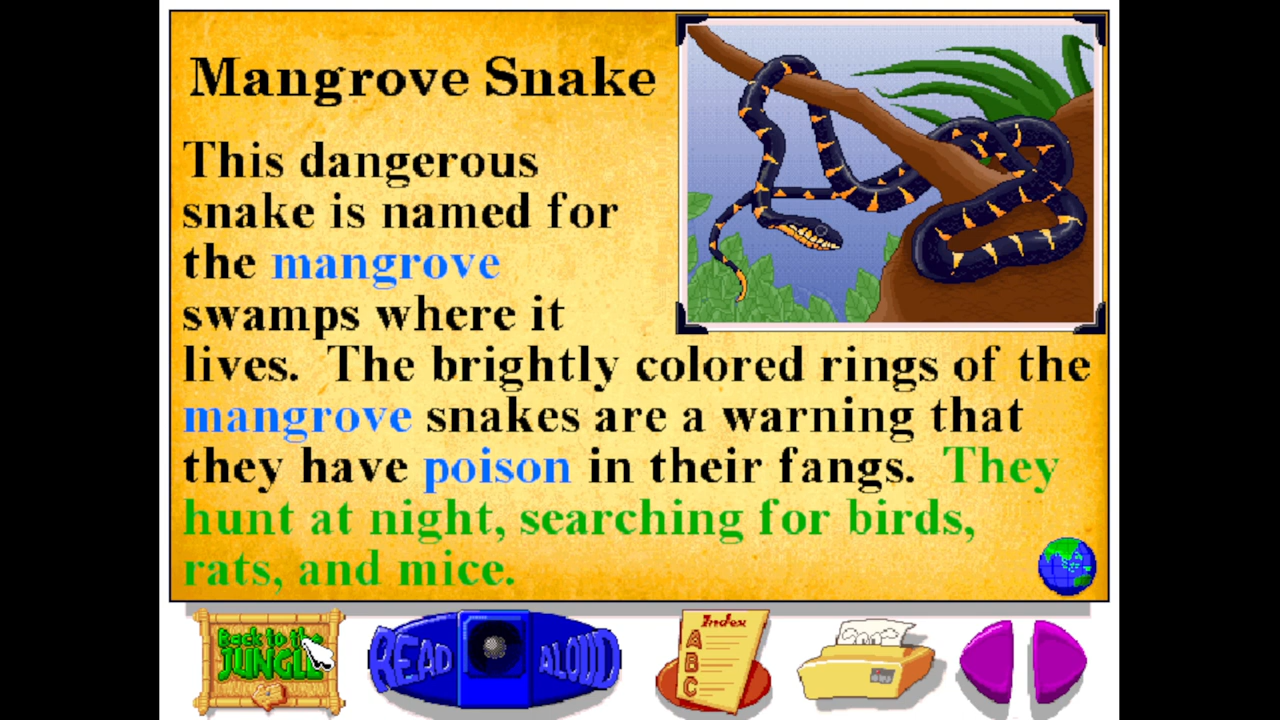 Mangrove Snake
This dangerous
snake is named for
the mangrove
swamps where it
lives. The brightly colored rings of the
mangrove snakes are a warning that
they have poison in their fangs. They
hunt at night, searching for birds,
rats, and mice.
Back to the
JUNGLE
READ ALOUD
Index
A
B
C